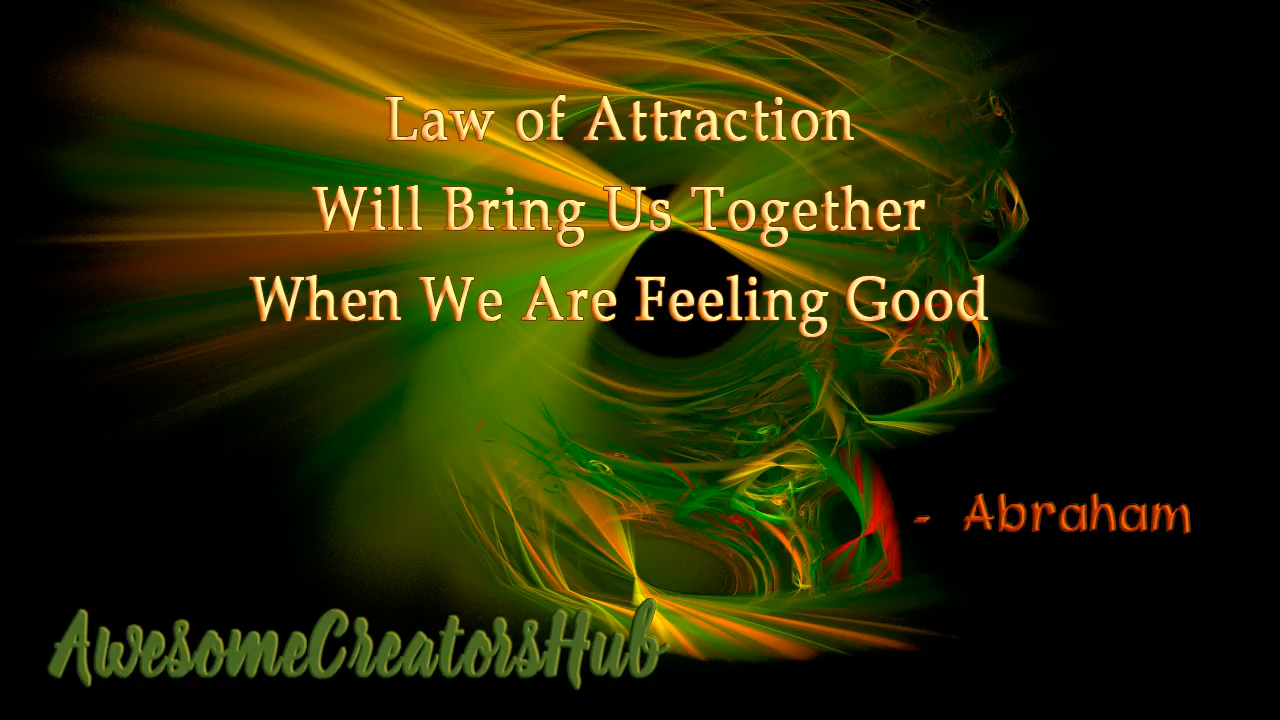 Law of Attraction
Will Bring Us Together
When We Are Feeling Good
- Abraham
AwesomeCreatorsHub